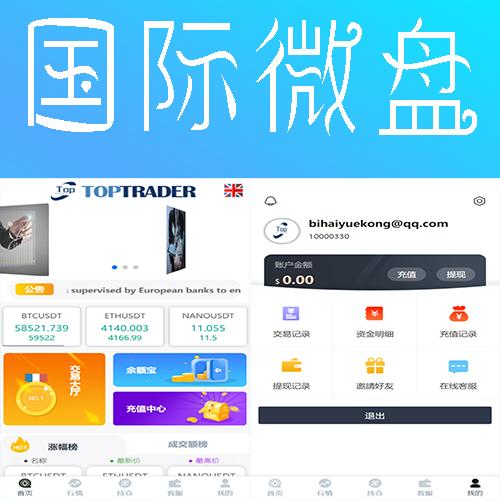 国际微盘
Top TOPTRADER
公告 s supervised by European banks to en
BTCUSDT ETHUSDT NANOUSDT
58521.739 4140.003 11.055
59522 4166.99 11.5
交易大厅
NO.1
余额宝
充值中心
HOT 涨幅榜 成交额榜
名称 最新价 最高价
BTCUSDT ETHUSDT NANOUSDT
首页 行情 持点 客服 我的
Top
bihaiyuekong@qq.com
10000330
账户金额
$ 0.00
充值 提现
交易记录 资金明细 充值记录
提现记录 邀請好友 在线客服
退出
首页 行情 持点 客服 我的